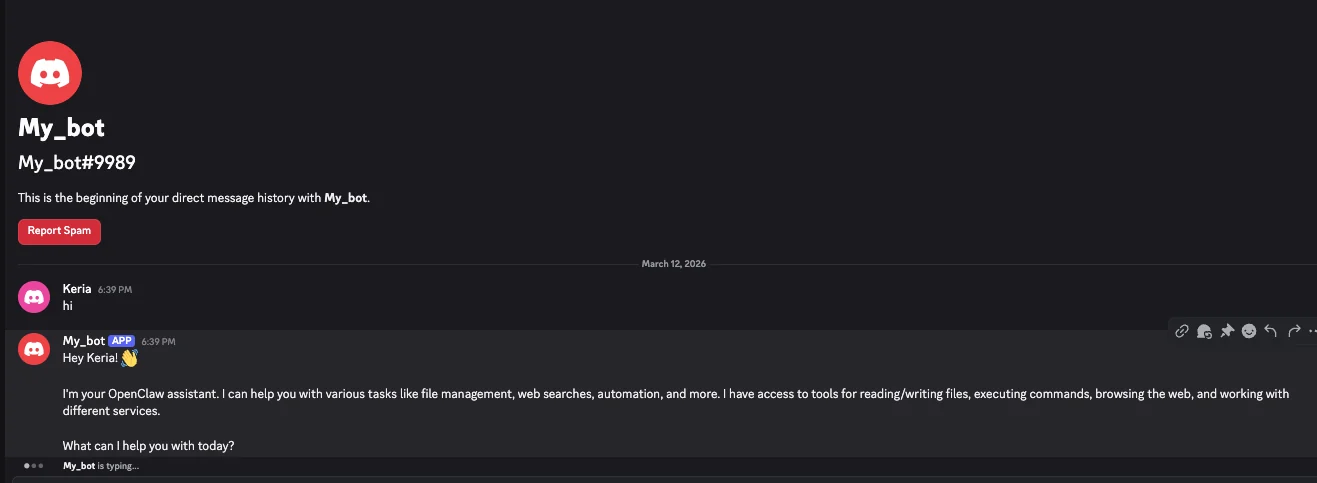 My_bot
My_bot#9989
This is the beginning of your direct message history with My_bot.
Report Spam
March 12, 2026
Keria 6:39 PM
hi
My_bot APP 6:39 PM
Hey Keria! 👋
I'm your OpenClaw assistant. I can help you with various tasks like file management, web searches, automation, and more. I have access to tools for reading/writing files, executing commands, browsing the web, and working with
different services.
What can I help you with today?
My_bot is typing...